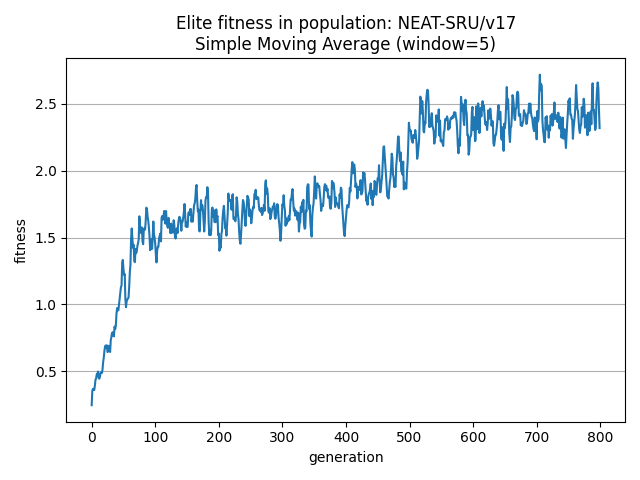 Elite fitness in population: NEAT-SRU/v17
Simple Moving Average (window=5)
fitness
2.5
2.0
1.5
1.0
0.5
0 100 200 300 400 500 600 700 800
generation